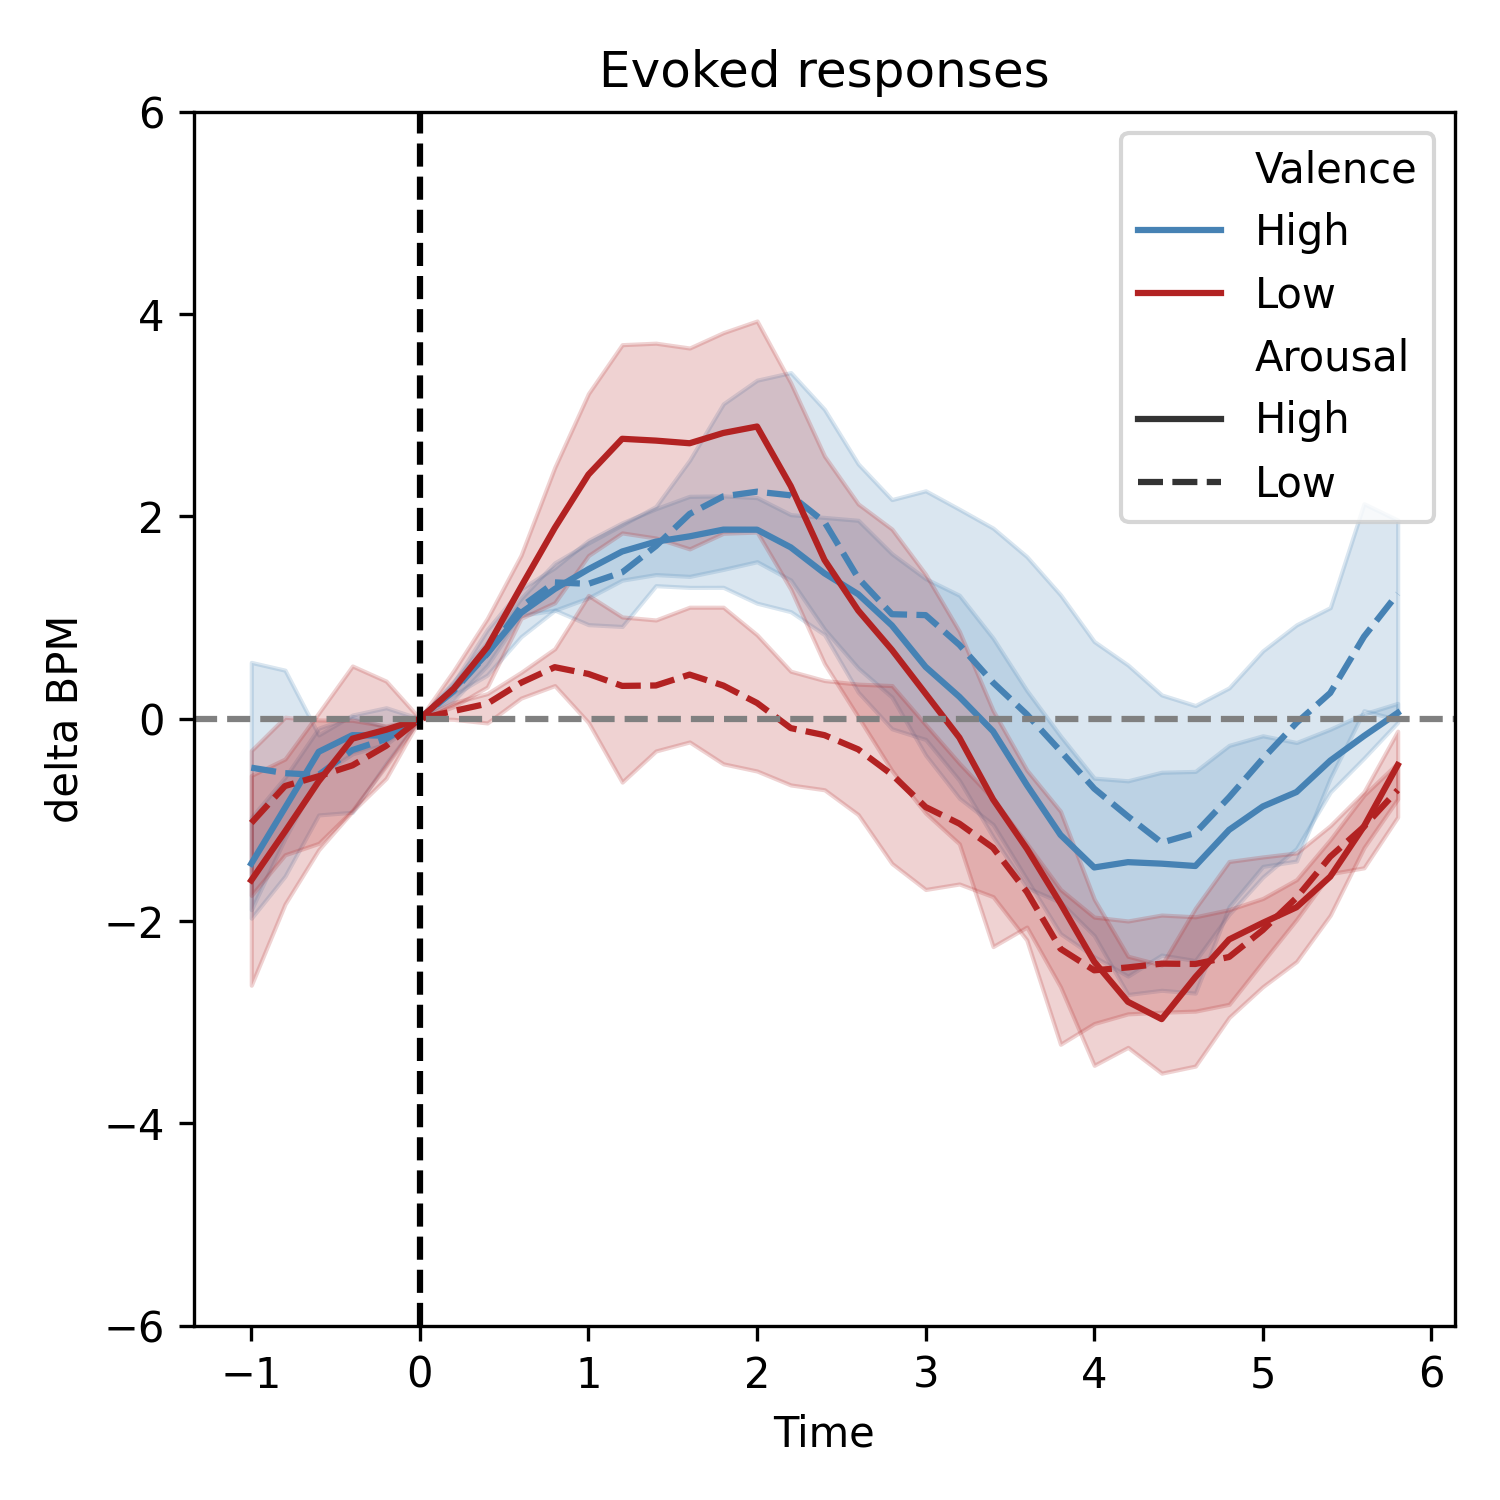 Evoked responses
6
4
2
0
−2
−4
−6
delta BPM
Valence
High
Low
Arousal
High
Low
−1 0 1 2 3 4 5 6
Time